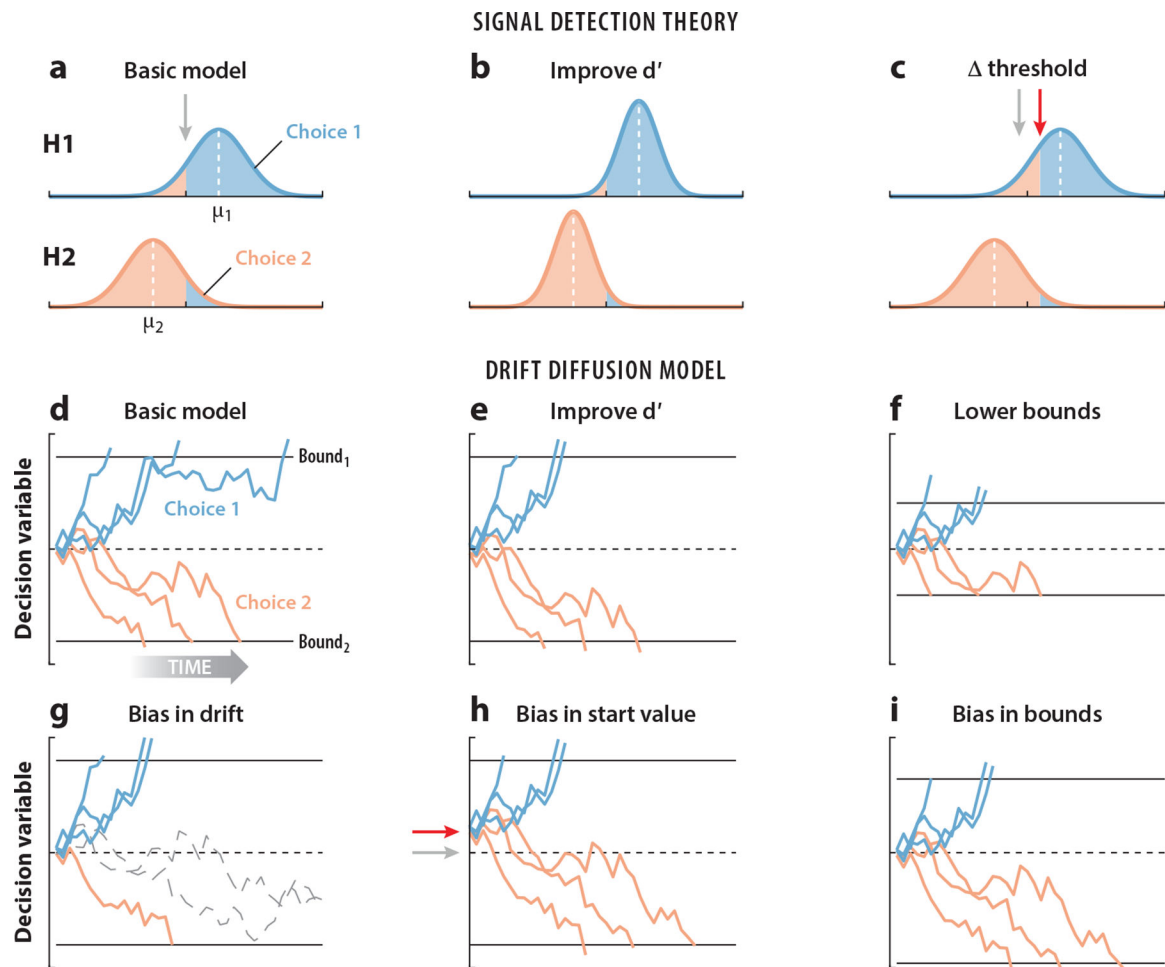 SIGNAL DETECTION THEORY
a Basic model
b Improve d'
c Δ threshold
H1
Choice 1
μ1
H2
Choice 2
μ2
DRIFT DIFFUSION MODEL
d Basic model
e Improve d'
f Lower bounds
Decision variable
Bound1
Choice 1
Choice 2
Bound2
TIME
g Bias in drift
h Bias in start value
i Bias in bounds
Decision variable